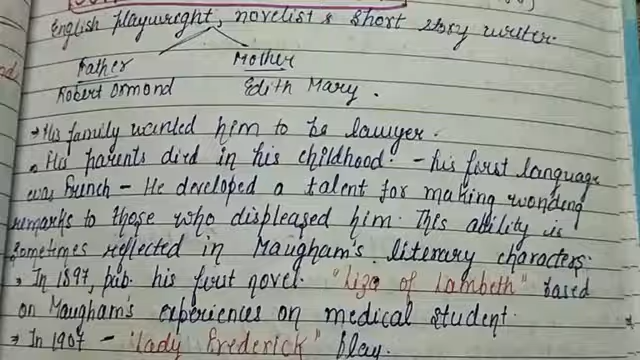 English playwright, novelist & short story writer.
Father Mother
Robert Ormond Edith Mary.
→ His family wanted him to be lawyer.
• His parents died in his childhood. - his first language
was french - He developed a talent for making wonding
remarks to those who displeased him. This ability is
sometimes reflected in Maugham's literary characters.
→ In 1897, pub. his first novel "Liza of Lambeth" based
on Maugham's experiences on medical student.
→ In 1907 - "Lady Frederick" play.